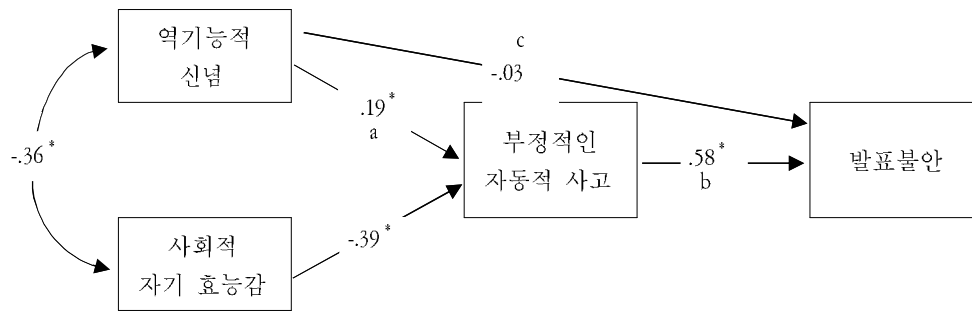 역기능적
신념
c
-.03
.19*
a
-.36*
부정적인
자동적 사고
.58*
b
발표불안
사회적
자기 효능감
-.39*